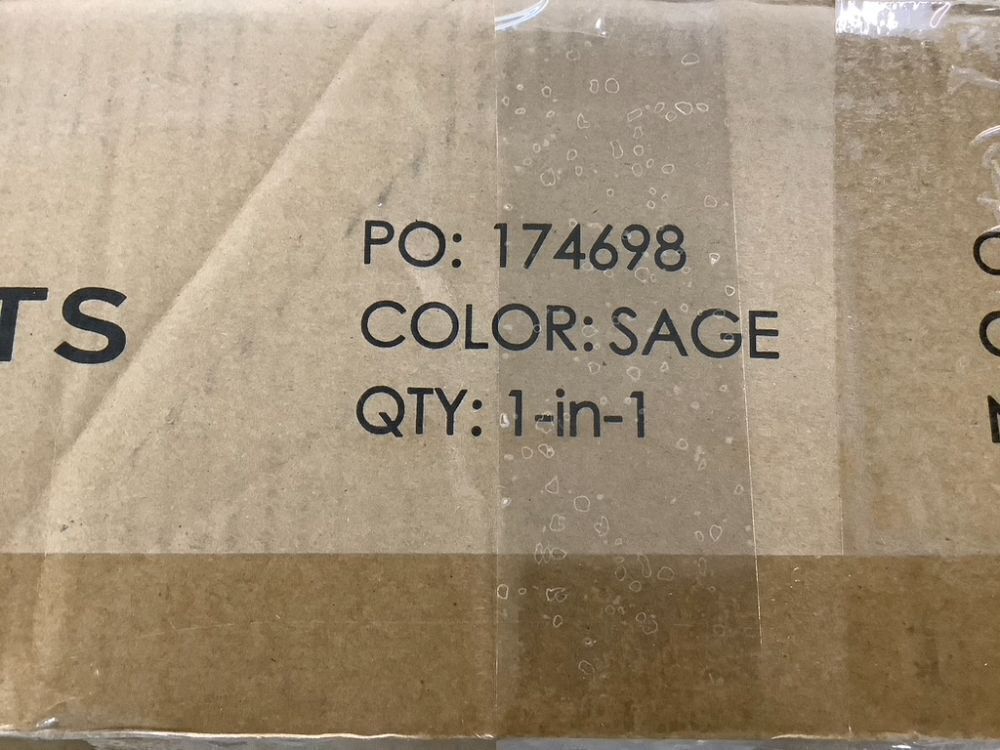 TS
PO: 174698
COLOR: SAGE
QTY: 1-in-1